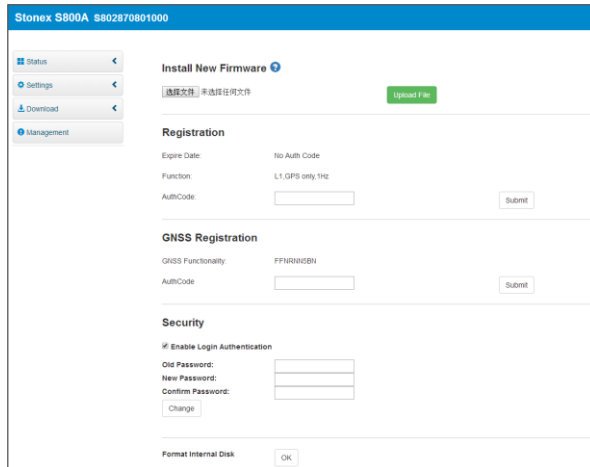 Stonex S800A S802870801000
Status
Settings
Download
Management
Install New Firmware ?
选择文件 未选择任何文件
Upload File
Registration
Expire Date: No Auth Code
Function: L1,GPS only,1Hz
AuthCode: Submit
GNSS Registration
GNSS Functionality: FFNRNN5BN
AuthCode Submit
Security
Enable Login Authentication
Old Password:
New Password:
Confirm Password:
Change
Format Internal Disk OK